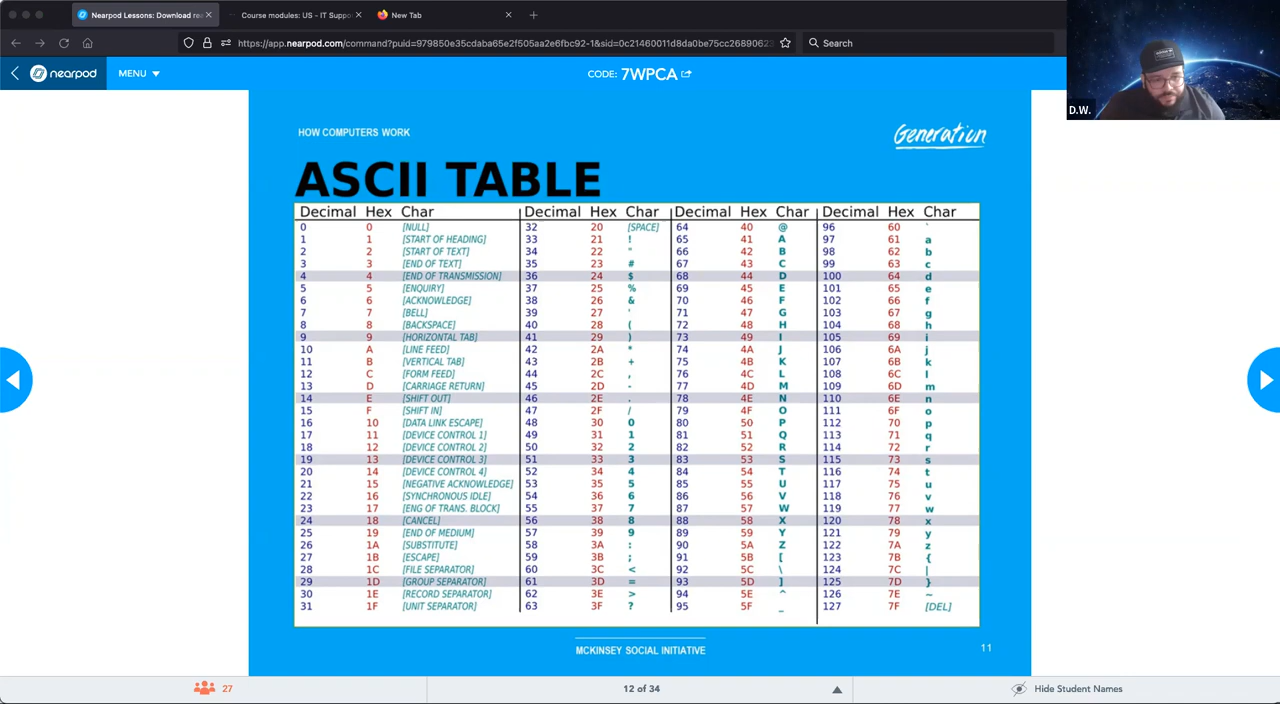 Nearpod Lessons: Download re
Course modules: US - IT Suppo
New Tab
https://app.nearpod.com/command?puid=979850e35cdaba65e2f505aa2e6fbc92-1&sid=0c21460011d8da0be75cc26890623
Search
nearpod
MENU
CODE: 7WPCA
D.W.
HOW COMPUTERS WORK
Generation
ASCII TABLE
Decimal Hex Char Decimal Hex Char Decimal Hex Char Decimal Hex Char
0 0 [NULL] 32 20 [SPACE] 64 40 @ 96 60 `
1 1 [START OF HEADING] 33 21 ! 65 41 A 97 61 a
2 2 [START OF TEXT] 34 22 " 66 42 B 98 62 b
3 3 [END OF TEXT] 35 23 # 67 43 C 99 63 c
4 4 [END OF TRANSMISSION] 36 24 $ 68 44 D 100 64 d
5 5 [ENQUIRY] 37 25 % 69 45 E 101 65 e
6 6 [ACKNOWLEDGE] 38 26 & 70 46 F 102 66 f
7 7 [BELL] 39 27 ' 71 47 G 103 67 g
8 8 [BACKSPACE] 40 28 ( 72 48 H 104 68 h
9 9 [HORIZONTAL TAB] 41 29 ) 73 49 I 105 69 i
10 A [LINE FEED] 42 2A * 74 4A J 106 6A j
11 B [VERTICAL TAB] 43 2B + 75 4B K 107 6B k
12 C [FORM FEED] 44 2C , 76 4C L 108 6C l
13 D [CARRIAGE RETURN] 45 2D - 77 4D M 109 6D m
14 E [SHIFT OUT] 46 2E . 78 4E N 110 6E n
15 F [SHIFT IN] 47 2F / 79 4F O 111 6F o
16 10 [DATA LINK ESCAPE] 48 30 0 80 50 P 112 70 p
17 11 [DEVICE CONTROL 1] 49 31 1 81 51 Q 113 71 q
18 12 [DEVICE CONTROL 2] 50 32 2 82 52 R 114 72 r
19 13 [DEVICE CONTROL 3] 51 33 3 83 53 S 115 73 s
20 14 [DEVICE CONTROL 4] 52 34 4 84 54 T 116 74 t
21 15 [NEGATIVE ACKNOWLEDGE] 53 35 5 85 55 U 117 75 u
22 16 [SYNCHRONOUS IDLE] 54 36 6 86 56 V 118 76 v
23 17 [ENG OF TRANS. BLOCK] 55 37 7 87 57 W 119 77 w
24 18 [CANCEL] 56 38 8 88 58 X 120 78 x
25 19 [END OF MEDIUM] 57 39 9 89 59 Y 121 79 y
26 1A [SUBSTITUTE] 58 3A : 90 5A Z 122 7A z
27 1B [ESCAPE] 59 3B ; 91 5B [ 123 7B {
28 1C [FILE SEPARATOR] 60 3C < 92 5C \ 124 7C |
29 1D [GROUP SEPARATOR] 61 3D = 93 5D ] 125 7D }
30 1E [RECORD SEPARATOR] 62 3E > 94 5E ^ 126 7E ~
31 1F [UNIT SEPARATOR] 63 3F ? 95 5F _ 127 7F [DEL]
MCKINSEY SOCIAL INITIATIVE
11
27
12 of 34
Hide Student Names